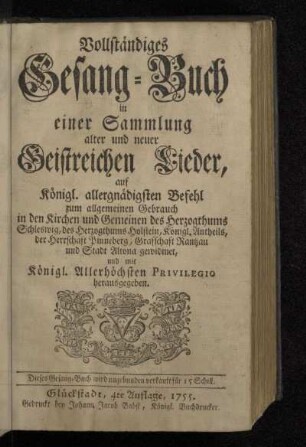 Vollständiges
Gesang-Buch
in
einer Sammlung
alter und neuer
Geistreichen Lieder,
auf
Königl. allergnädigsten Befehl
zum allgemeinen Gebrauch
in den Kirchen und Gemeinen des Herzogthums
Schleswig, des Herzogthums Holstein, Königl. Antheils,
der Herrschaft Pinneberg, Grafschaft Rantzau
und Stadt Altona gewidmet,
und mit
Königl. Allerhöchsten PRIVILEGIO
herausgegeben.
Dieses Gesang-Buch wird ungebunden verkauft für 15 Schill.
Glückstadt, 4te Auflage, 1755.
Gedruckt bey Johann Jacob Babst, Königl. Buchdrucker.